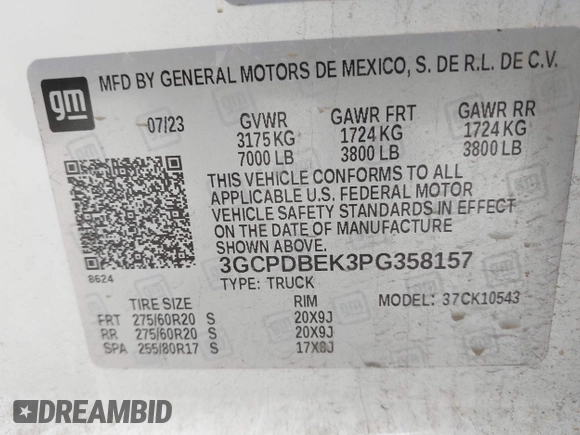 gm
MFD BY GENERAL MOTORS DE MEXICO, S. DE R.L. DE C.V.
07/23 GVWR GAWR FRT GAWR RR
3175 KG 1724 KG 1724 KG
7000 LB 3800 LB 3800 LB
THIS VEHICLE CONFORMS TO ALL
APPLICABLE U.S. FEDERAL MOTOR
VEHICLE SAFETY STANDARDS IN EFFECT
ON THE DATE OF MANUFACTURE
SHOWN ABOVE.
8624
3GCPDBEK3PG358157
TYPE: TRUCK MODEL: 37CK10543
TIRE SIZE RIM
FRT 275/60R20 S 20X9J
RR 275/60R20 S 20X9J
SPA 255/80R17 S 17X8J
DREAMBID